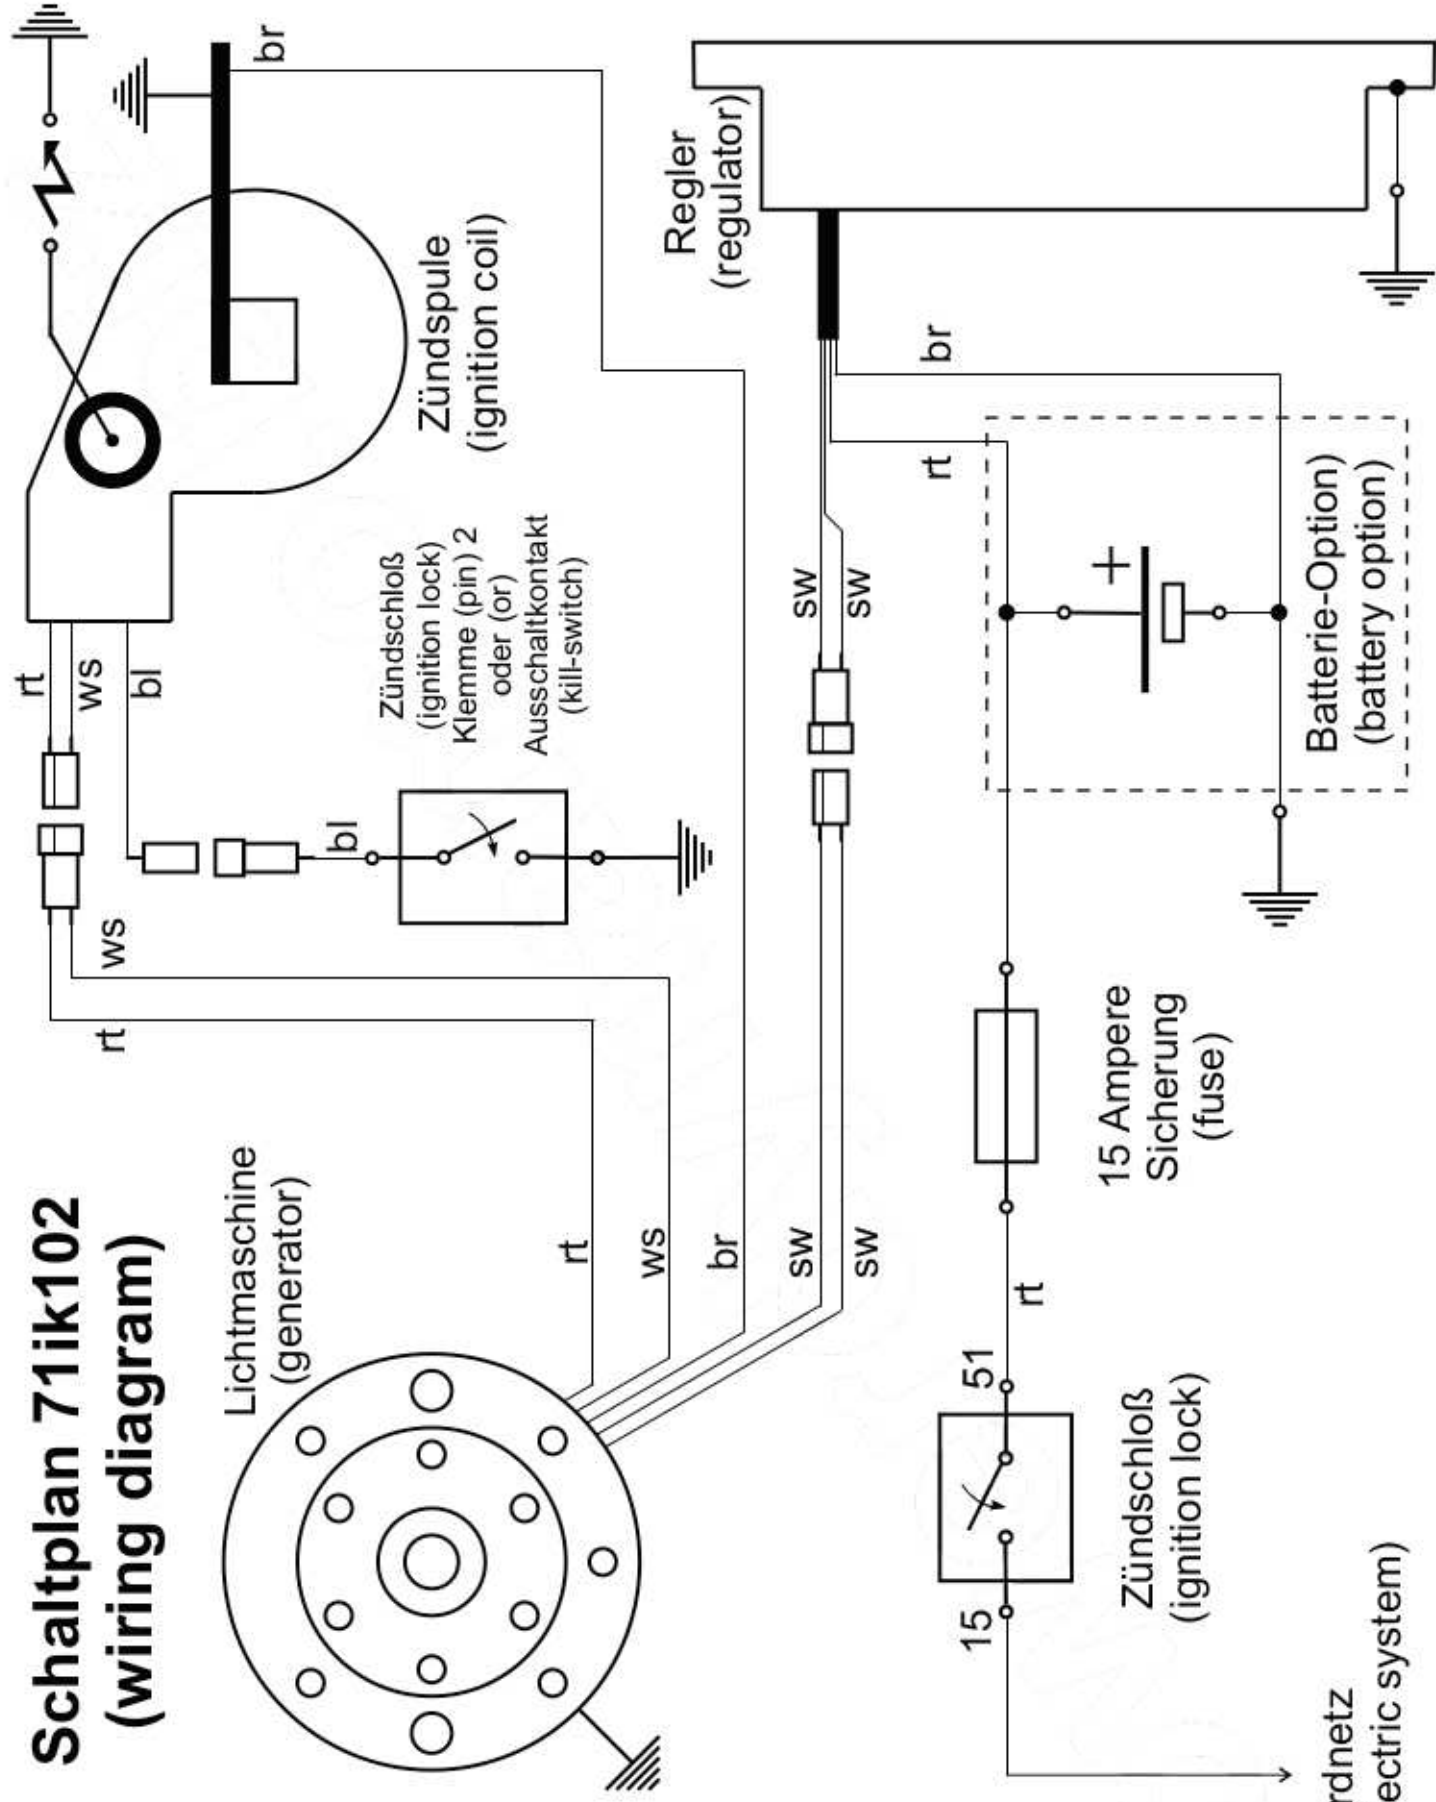 Schaltplan 71ik102
(wiring diagram)
Lichtmaschine
(generator)
rt
ws
rt
ws
bl
bl
Zündschloß
(ignition lock)
Klemme (pin) 2
oder (or)
Ausschaltkontakt
(kill-switch)
Zündspule
(ignition coil)
br
rt
ws
br
sw
sw
sw
sw
Regler
(regulator)
rt
br
15
51
Zündschloß
(ignition lock)
rt
15 Ampere
Sicherung
(fuse)
+
Batterie-Option)
(battery option)
rdnetz
ectric system)